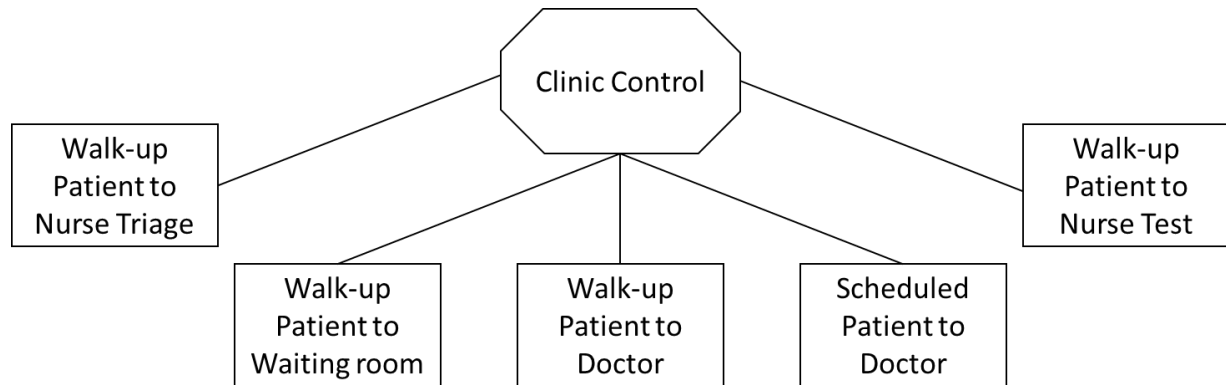 Clinic Control
Walk-up
Patient to
Nurse Triage
Walk-up
Patient to
Waiting room
Walk-up
Patient to
Doctor
Scheduled
Patient to
Doctor
Walk-up
Patient to
Nurse Test